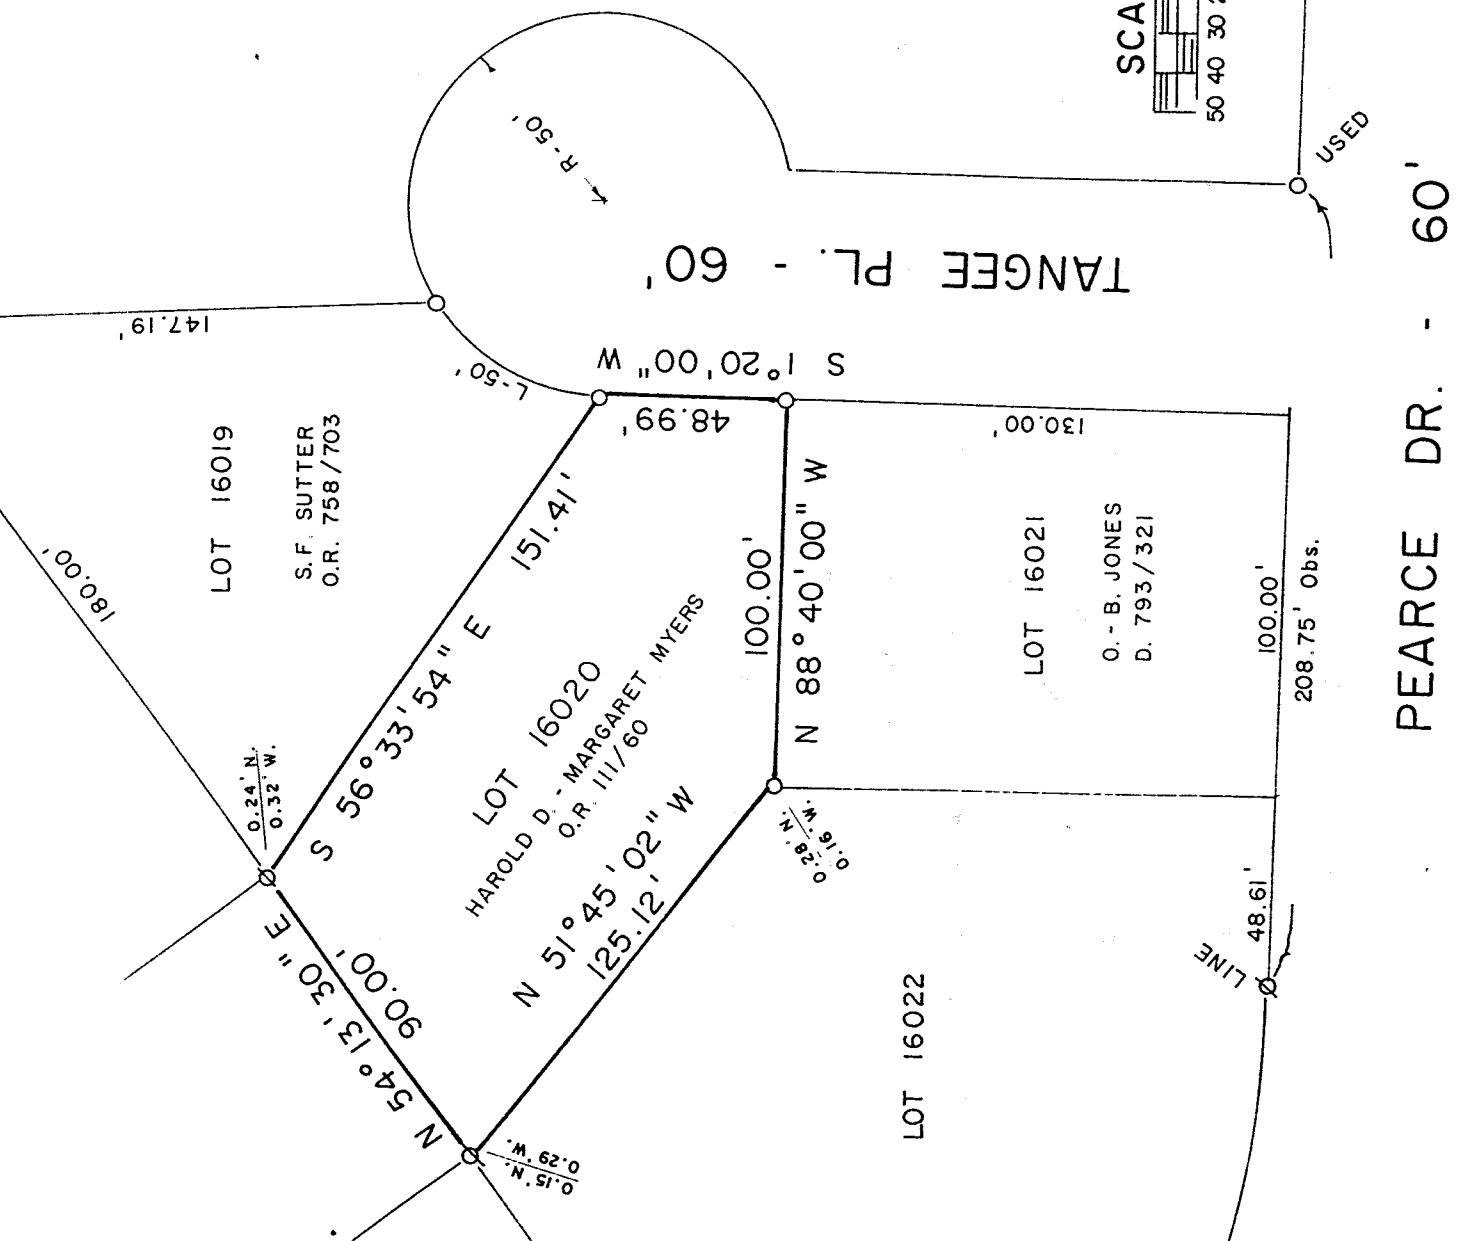 SCA
50 40 30 2
USED
R - 50'
TANGEE PL. - 60'
PEARCE DR. - 60'
147.19'
L-50'
S 1°20'00" W
48.99'
130.00'
LOT 16019
S.F. SUTTER
O.R. 758/703
180.00'
S 56°33'54" E
151.41'
0.24' N.
0.32' W.
LOT 16020
HAROLD D. - MARGARET MYERS
O.R. 111/60
100.00'
N 88°40'00" W
LOT 16021
O. - B. JONES
D. 793/321
100.00'
208.75' Obs.
N 51°45'02" W
125.12'
0.28' N.
0.16' W.
N 54°13'30" E
90.00'
0.15' N.
0.29' W.
LOT 16022
48.61'
LINE